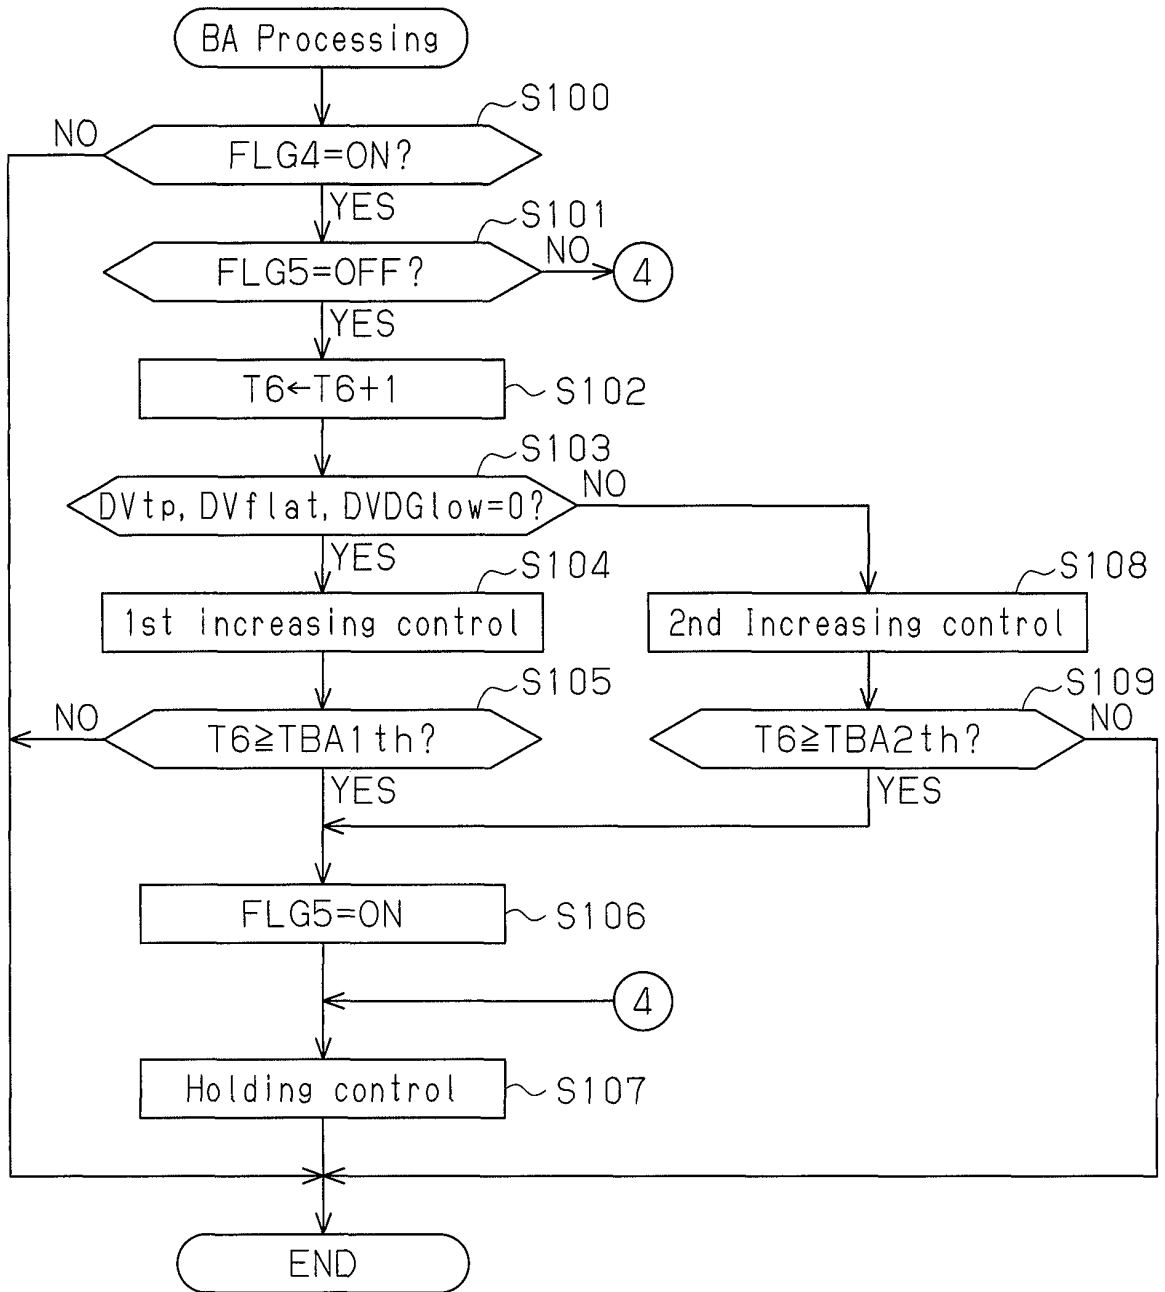 BA Processing
S100
NO
FLG4=ON?
YES
S101
NO
FLG5=OFF?
4
YES
T6←T6+1
S102
S103
NO
DVtp, DVflat, DVDGlow=0?
YES
S104
S108
1st increasing control
2nd Increasing control
S105
S109
NO
NO
T6≧TBA1th?
T6≧TBA2th?
YES
YES
FLG5=ON
S106
4
Holding control
S107
END